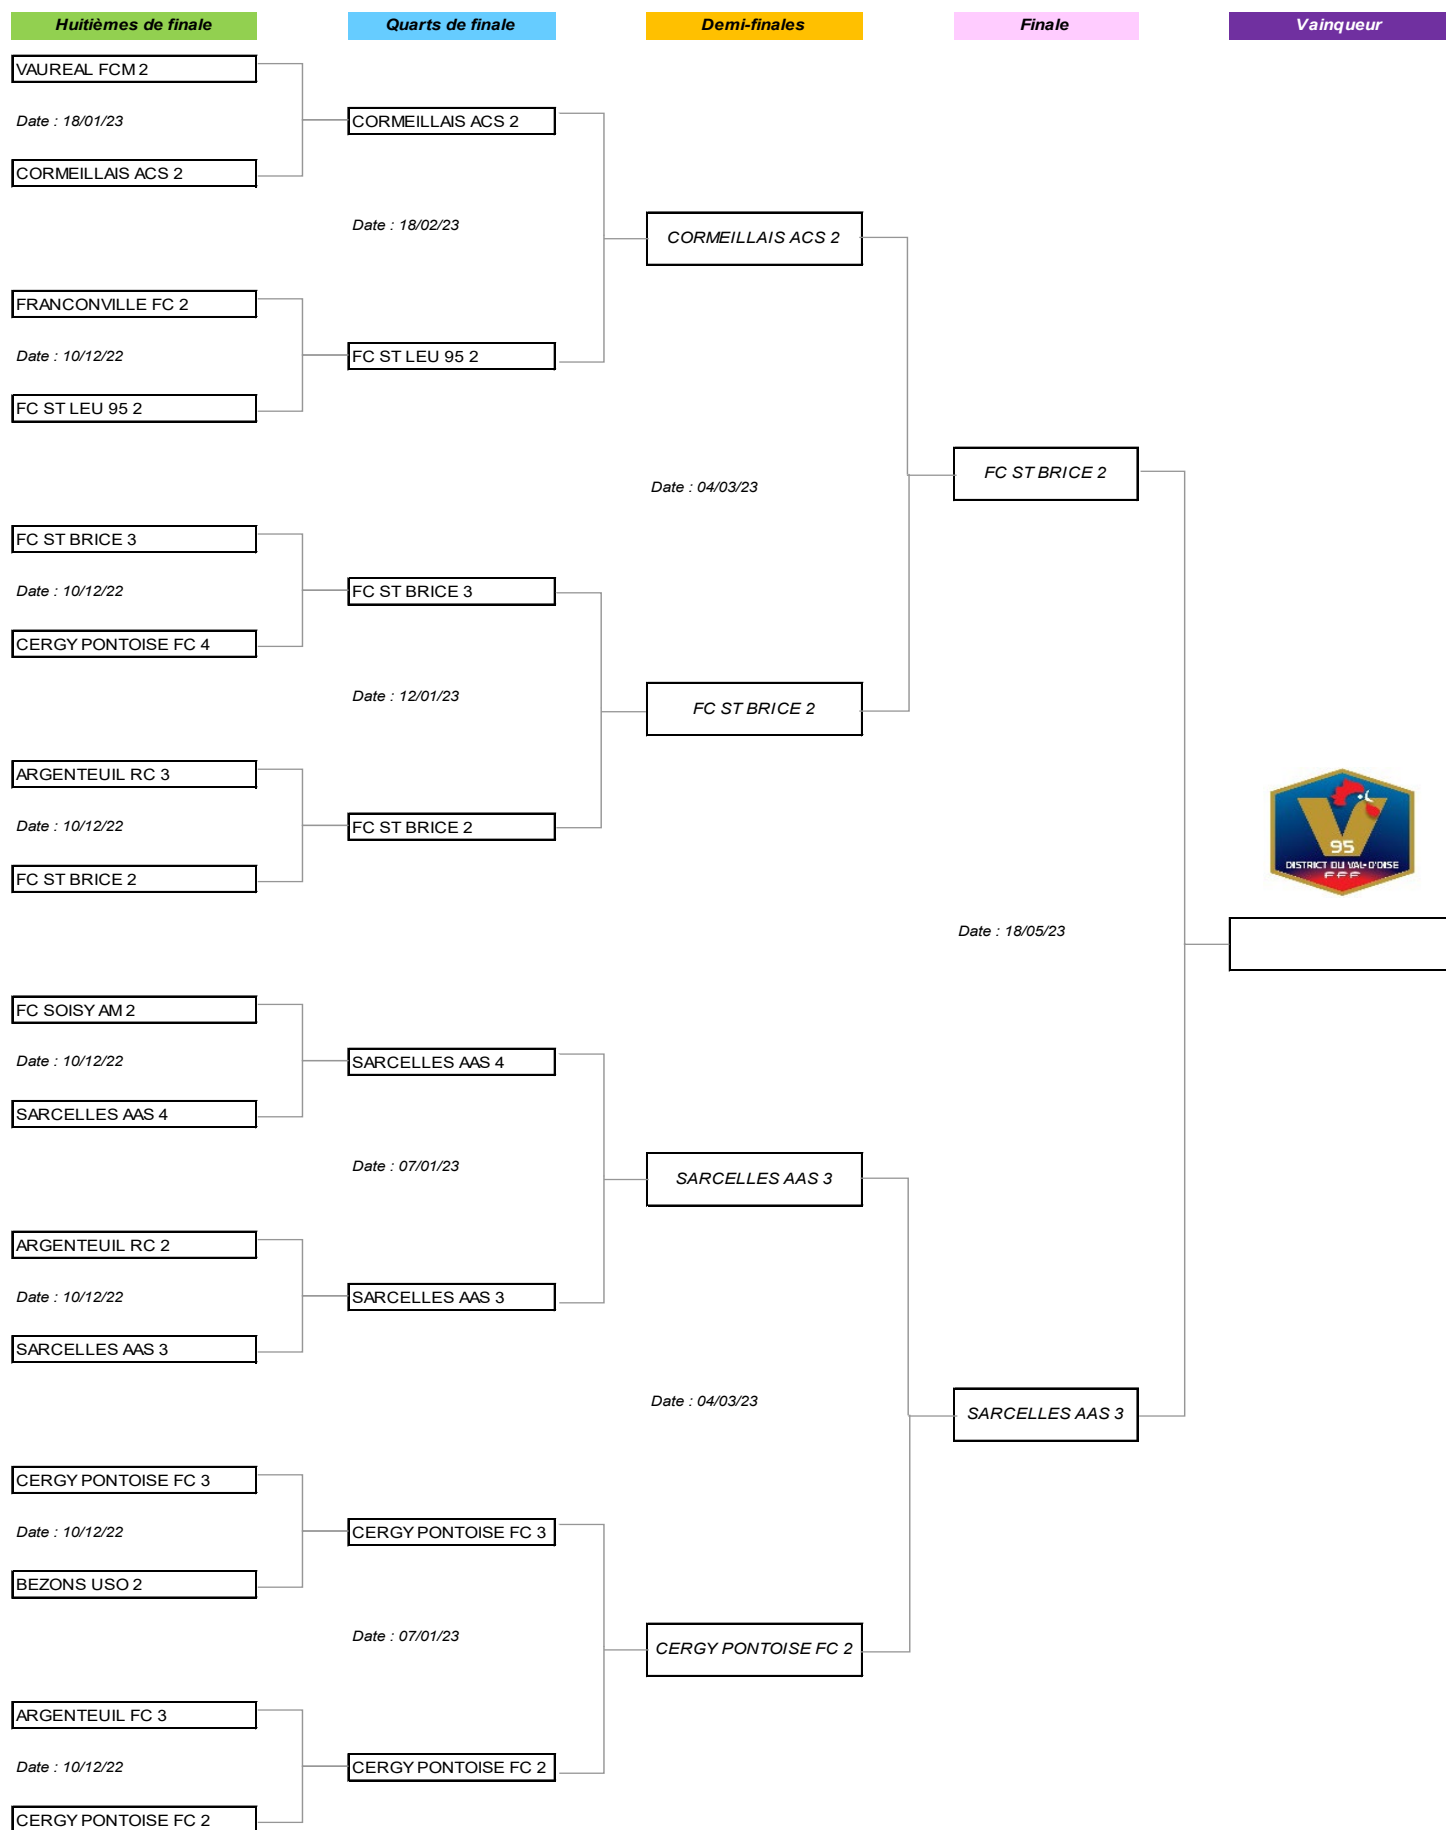 Huitièmes de finale
Quarts de finale
Demi-finales
Finale
Vainqueur
VAUREAL FCM 2
Date : 18/01/23
CORMEILLAIS ACS 2
CORMEILLAIS ACS 2
Date : 18/02/23
CORMEILLAIS ACS 2
FRANCONVILLE FC 2
Date : 10/12/22
FC ST LEU 95 2
FC ST LEU 95 2
Date : 04/03/23
FC ST BRICE 2
FC ST BRICE 3
Date : 10/12/22
FC ST BRICE 3
CERGY PONTOISE FC 4
Date : 12/01/23
FC ST BRICE 2
ARGENTEUIL RC 3
Date : 10/12/22
FC ST BRICE 2
FC ST BRICE 2
V
95
DISTRICT DU VAL-D'OISE
FFF
Date : 18/05/23
FC SOISY AM 2
Date : 10/12/22
SARCELLES AAS 4
SARCELLES AAS 4
Date : 07/01/23
SARCELLES AAS 3
ARGENTEUIL RC 2
Date : 10/12/22
SARCELLES AAS 3
SARCELLES AAS 3
Date : 04/03/23
SARCELLES AAS 3
CERGY PONTOISE FC 3
Date : 10/12/22
CERGY PONTOISE FC 3
BEZONS USO 2
Date : 07/01/23
CERGY PONTOISE FC 2
ARGENTEUIL FC 3
Date : 10/12/22
CERGY PONTOISE FC 2
CERGY PONTOISE FC 2